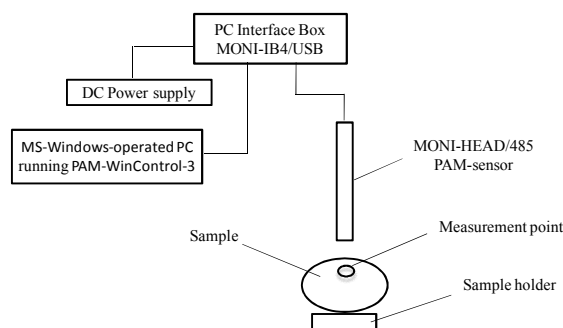 PC Interface Box
MONI-IB4/USB
DC Power supply
MS-Windows-operated PC
running PAM-WinControl-3
MONI-HEAD/485
PAM-sensor
Sample
Measurement point
Sample holder